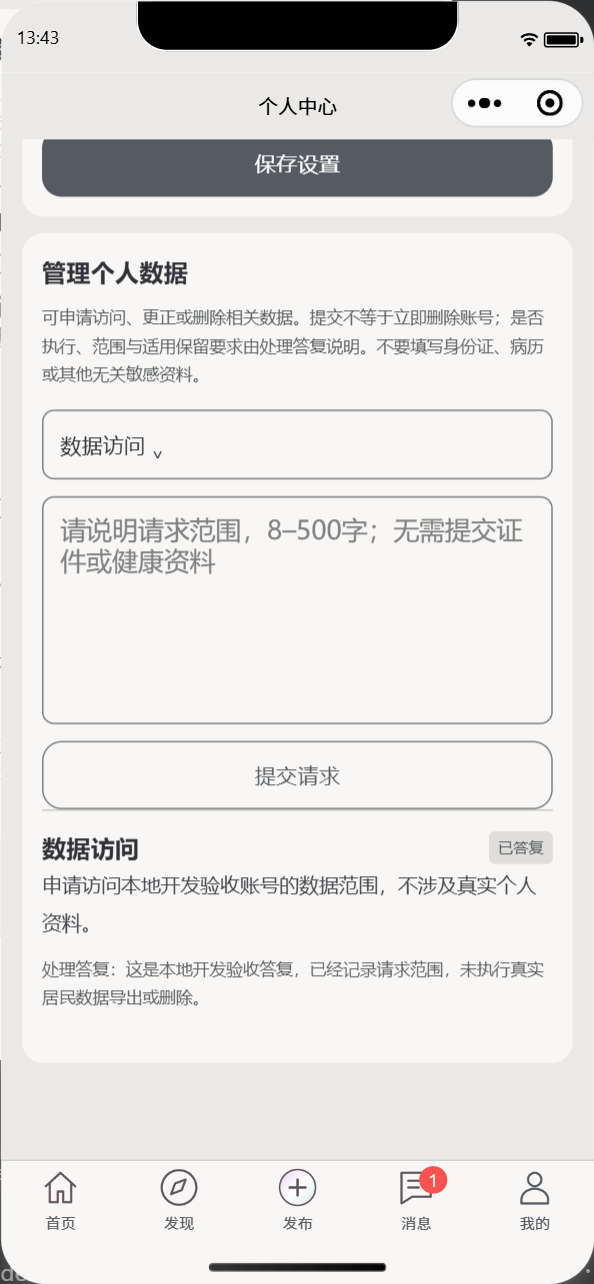 13:43
个人中心
保存设置
管理个人数据
可申请访问、更正或删除相关数据。提交不等于立即删除账号；是否
执行、范围与适用保留要求由处理答复说明。不要填写身份证、病历
或其他无关敏感资料。
数据访问
请说明请求范围，8–500字；无需提交证
件或健康资料
提交请求
数据访问
已答复
申请访问本地开发验收账号的数据范围，不涉及真实个人
资料。
处理答复：这是本地开发验收答复，已经记录请求范围，未执行真实
居民数据导出或删除。
1
首页
发现
发布
消息
我的